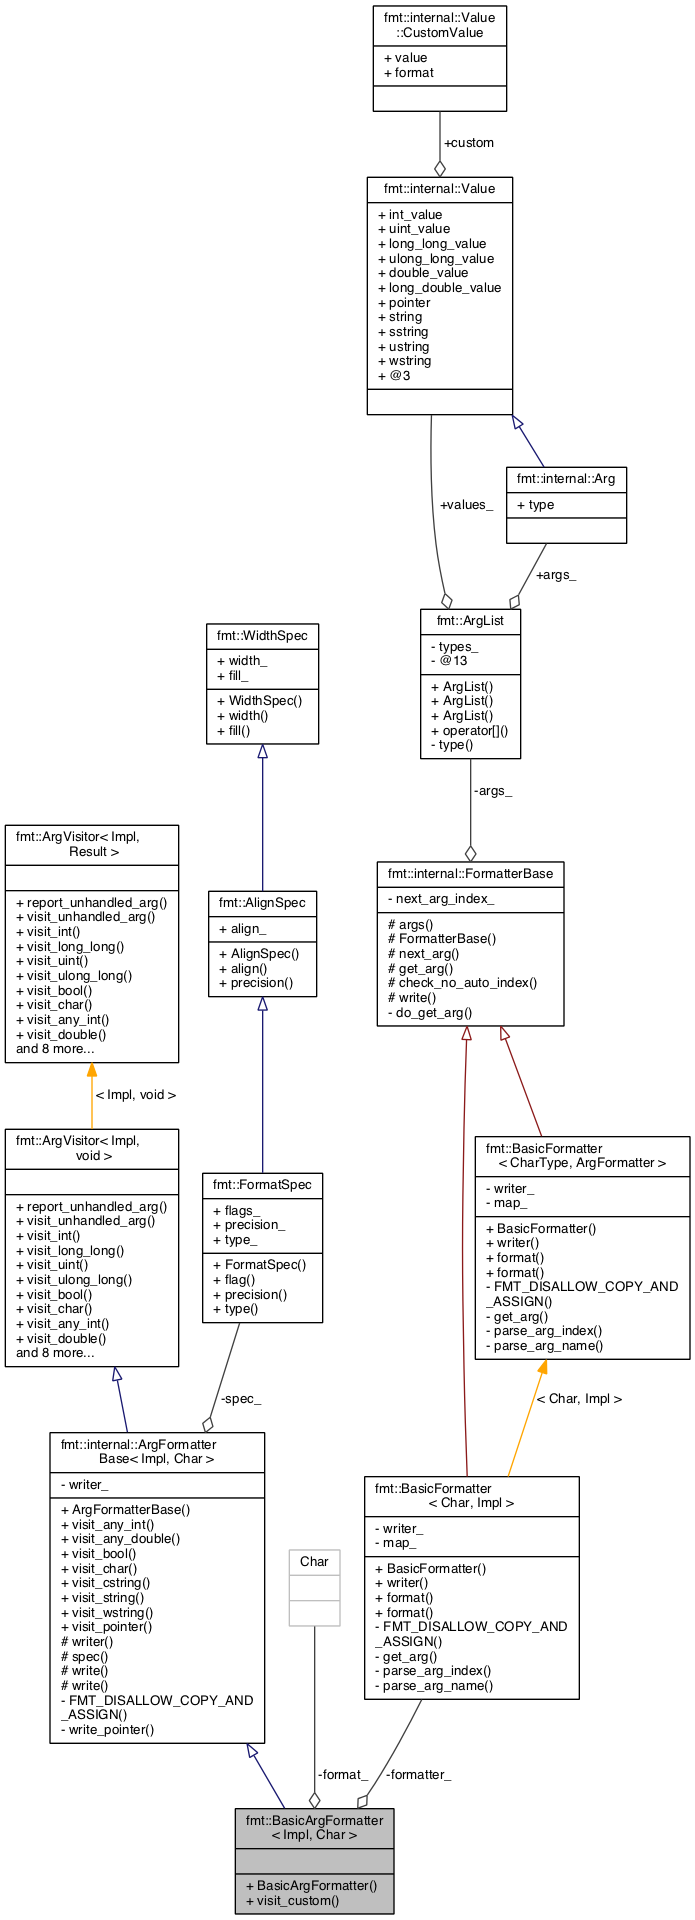 fmt::internal::Value
::CustomValue
+ value
+ format
+custom
fmt::internal::Value
+ int_value
+ uint_value
+ long_long_value
+ ulong_long_value
+ double_value
+ long_double_value
+ pointer
+ string
+ sstring
+ ustring
+ wstring
+ @3
fmt::internal::Arg
+ type
+values_
+args_
fmt::ArgList
- types_
- @13
+ ArgList()
+ ArgList()
+ ArgList()
+ operator[]()
- type()
fmt::WidthSpec
+ width_
+ fill_
+ WidthSpec()
+ width()
+ fill()
-args_
fmt::ArgVisitor< Impl,
Result >
+ report_unhandled_arg()
+ visit_unhandled_arg()
+ visit_int()
+ visit_long_long()
+ visit_uint()
+ visit_ulong_long()
+ visit_bool()
+ visit_char()
+ visit_any_int()
+ visit_double()
and 8 more...
fmt::AlignSpec
+ align_
+ AlignSpec()
+ align()
+ precision()
fmt::internal::FormatterBase
- next_arg_index_
# args()
# FormatterBase()
# next_arg()
# get_arg()
# check_no_auto_index()
# write()
- do_get_arg()
< Impl, void >
fmt::ArgVisitor< Impl,
void >
+ report_unhandled_arg()
+ visit_unhandled_arg()
+ visit_int()
+ visit_long_long()
+ visit_uint()
+ visit_ulong_long()
+ visit_bool()
+ visit_char()
+ visit_any_int()
+ visit_double()
and 8 more...
fmt::FormatSpec
+ flags_
+ precision_
+ type_
+ FormatSpec()
+ flag()
+ precision()
+ type()
fmt::BasicFormatter
< CharType, ArgFormatter >
- writer_
- map_
+ BasicFormatter()
+ writer()
+ format()
+ format()
- FMT_DISALLOW_COPY_AND
_ASSIGN()
- get_arg()
- parse_arg_index()
- parse_arg_name()
-spec_
< Char, Impl >
fmt::internal::ArgFormatter
Base< Impl, Char >
- writer_
+ ArgFormatterBase()
+ visit_any_int()
+ visit_any_double()
+ visit_bool()
+ visit_char()
+ visit_cstring()
+ visit_string()
+ visit_wstring()
+ visit_pointer()
# writer()
# spec()
# write()
# write()
- FMT_DISALLOW_COPY_AND
_ASSIGN()
- write_pointer()
Char
fmt::BasicFormatter
< Char, Impl >
- writer_
- map_
+ BasicFormatter()
+ writer()
+ format()
+ format()
- FMT_DISALLOW_COPY_AND
_ASSIGN()
- get_arg()
- parse_arg_index()
- parse_arg_name()
-format_
-formatter_
fmt::BasicArgFormatter
< Impl, Char >
+ BasicArgFormatter()
+ visit_custom()